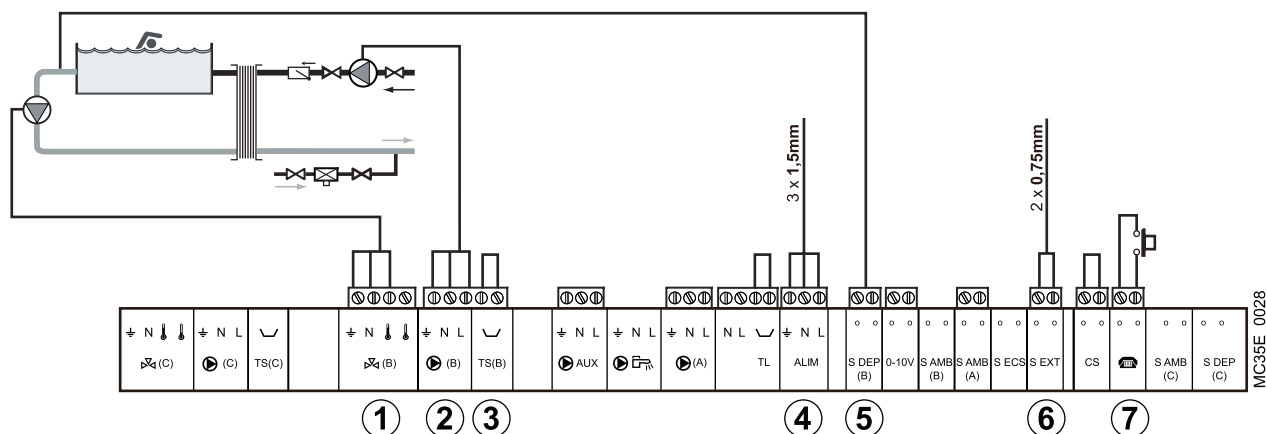 3 x 1,5mm
2 x 0,75mm
⏚ N
(C)
⏚ N L
(C)
TS(C)
⏚ N
(B)
⏚ N L
(B)
TS(B)
AUX
⏚ N L
⏚ N L
(A)
N L
TL
⏚ N L
ALIM
S DEP
(B)
0-10V
S AMB
(B)
S AMB
(A)
S ECS
S EXT
CS
S AMB
(C)
S DEP
(C)
MC35E 0028
1
2
3
4
5
6
7